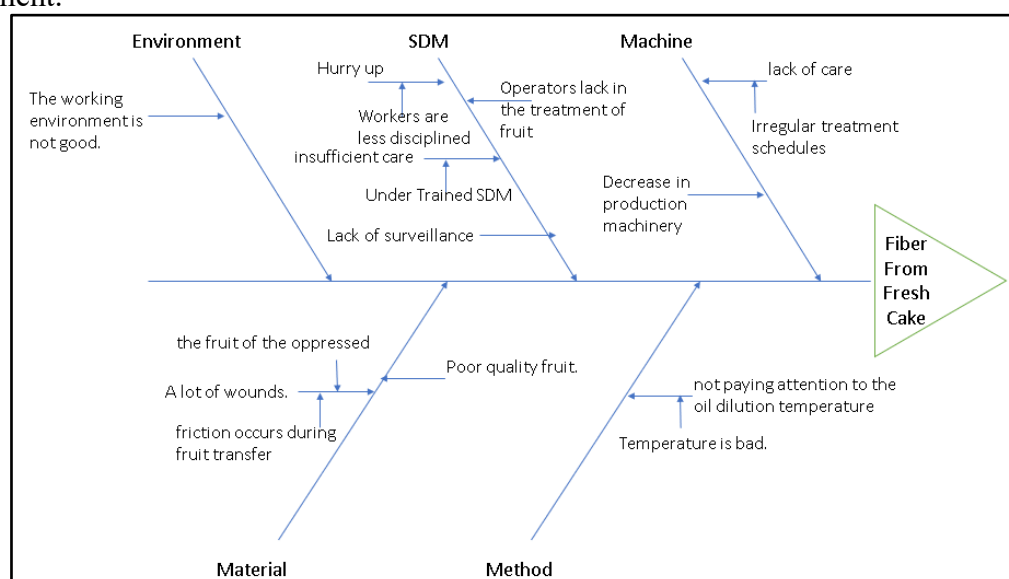 nent.
Environment
SDM
Machine
The working
environment is
not good.
Hurry up
Workers are
less disciplined
Operators lack in
the treatment of
fruit
insufficient care
Under Trained SDM
Lack of surveillance
lack of care
Irregular treatment
schedules
Decrease in
production
machinery
Fiber
From
Fresh
Cake
the fruit of the oppressed
A lot of wounds.
friction occurs during
fruit transfer
Poor quality fruit.
not paying attention to the
oil dilution temperature
Temperature is bad.
Material
Method